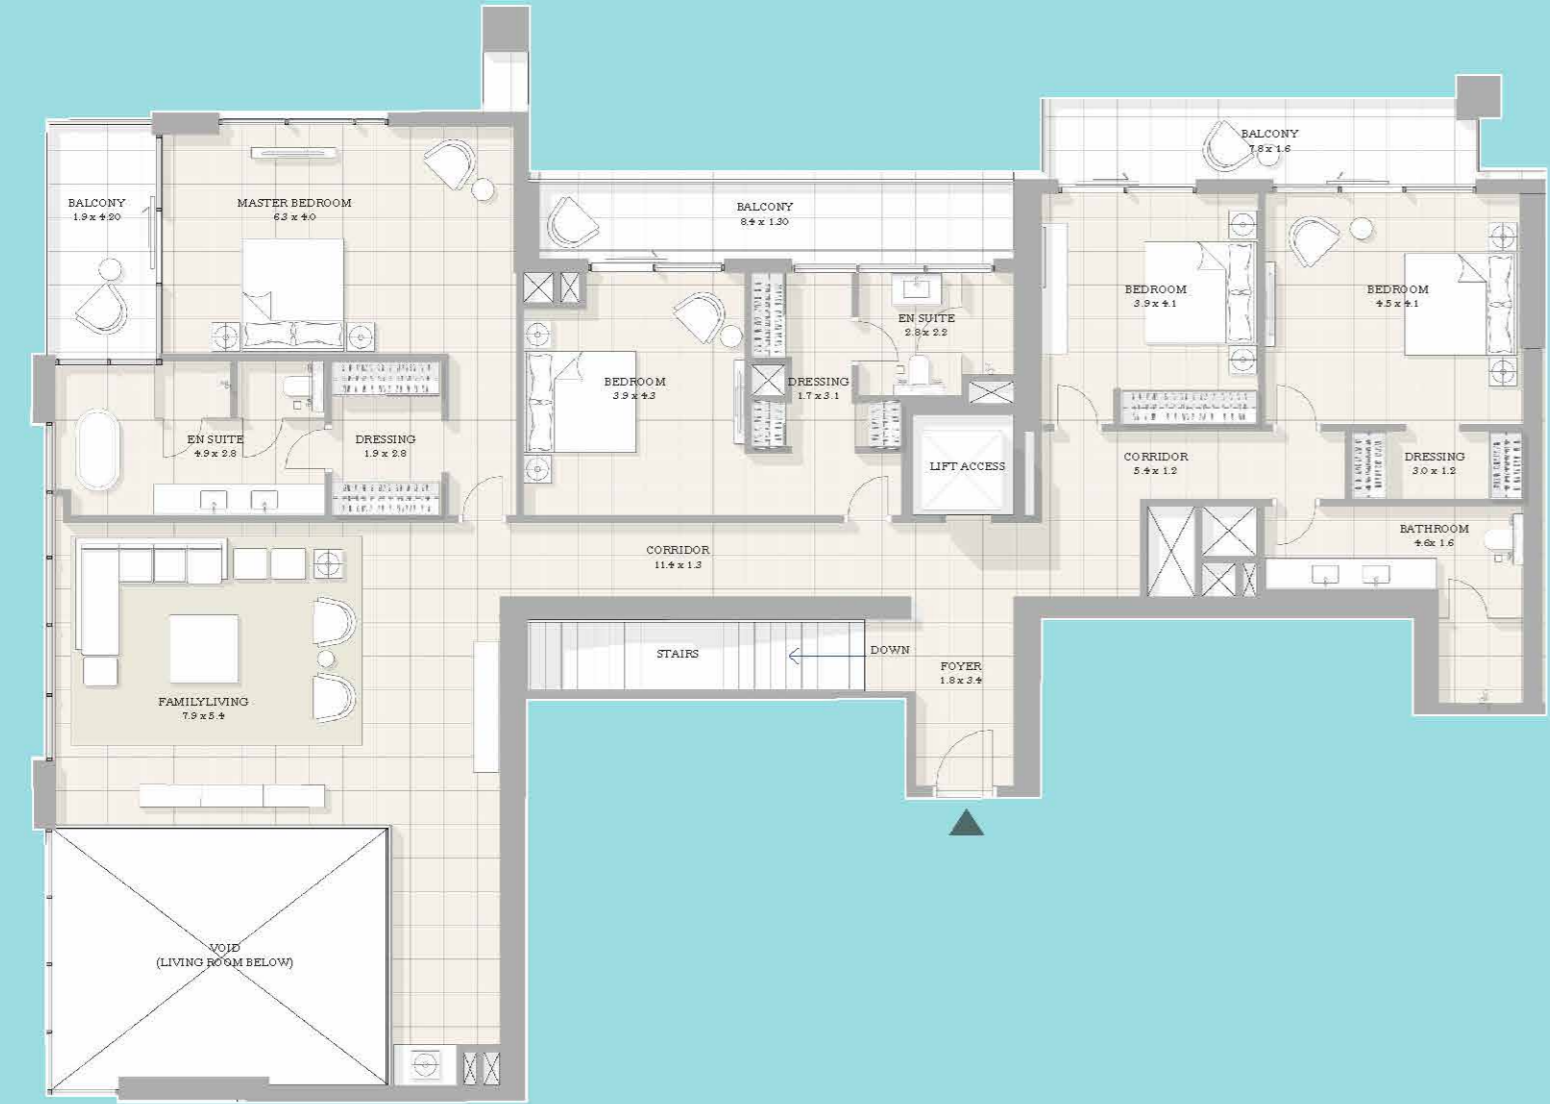 BALCONY
7.8 x 1.6
BALCONY
1.9 x 4.20
MASTER BEDROOM
6.3 x 4.0
BALCONY
8.4 x 1.30
BEDROOM
3.9 x 4.1
BEDROOM
4.5 x 4.1
EN SUITE
2.8 x 2.2
BEDROOM
3.9 x 4.3
DRESSING
1.7 x 3.1
EN SUITE
4.9 x 2.8
DRESSING
1.9 x 2.8
LIFT ACCESS
CORRIDOR
5.4 x 1.2
DRESSING
3.0 x 1.2
BATHROOM
4.6x 1.6
CORRIDOR
11.4 x 1.3
STAIRS
DOWN
FOYER
1.8 x 3.4
FAMILYLIVING
7.9 x 5.4
VOID
(LIVING ROOM BELOW)